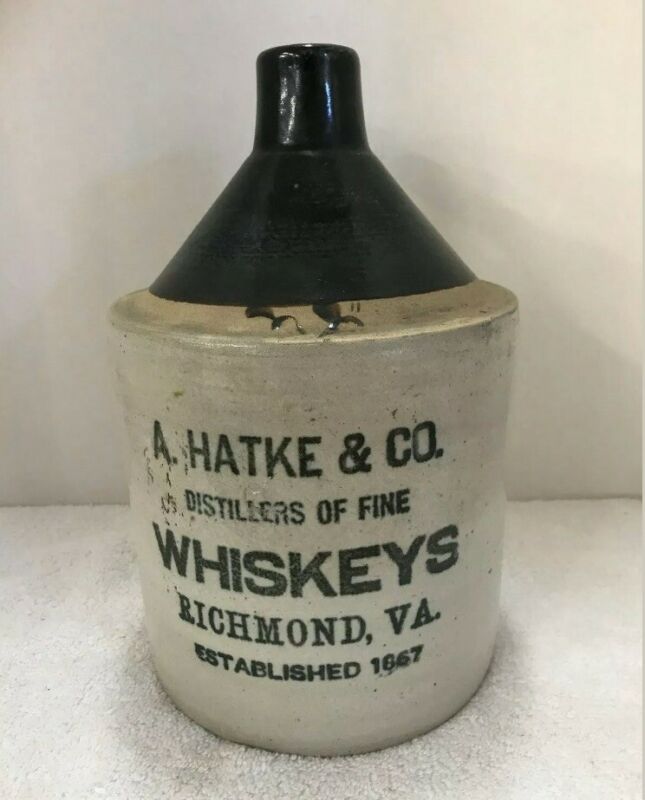 A. HATKE & CO.
DISTILLERS OF FINE
WHISKEYS
RICHMOND, VA.
ESTABLISHED 1867